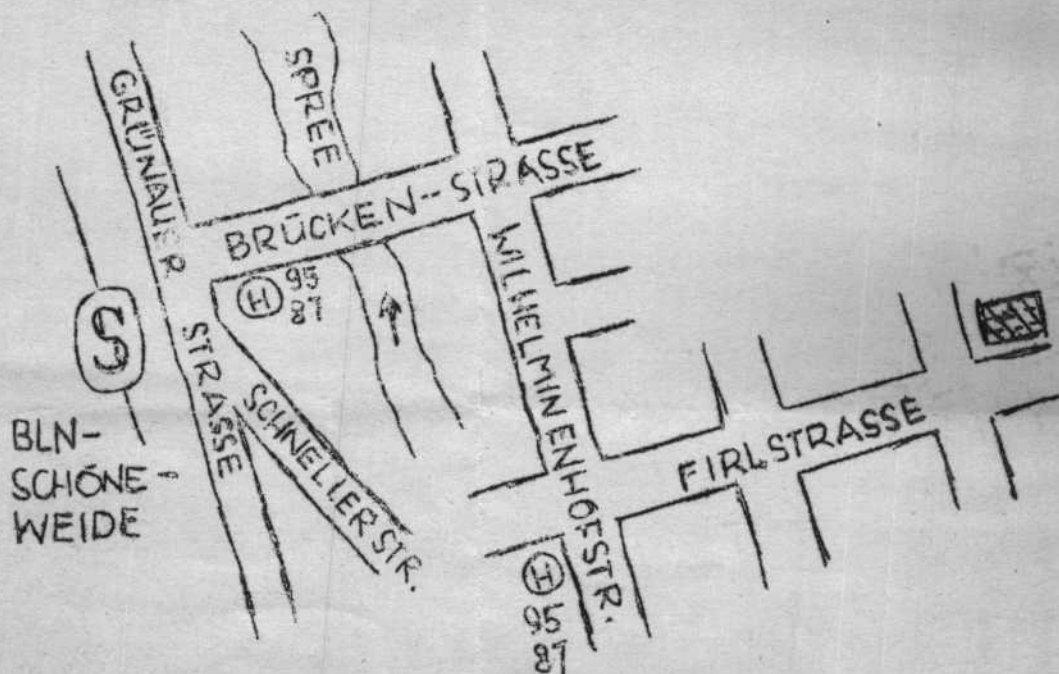 GRÜNAUER STRASSE
SPREE
BRÜCKEN--STRASSE
H 95
87
WILHELMINENHOFSTR.
S
BLN-
SCHÖNE-
WEIDE
SCHNELLERSTR.
FIRLSTRASSE
H
95
87